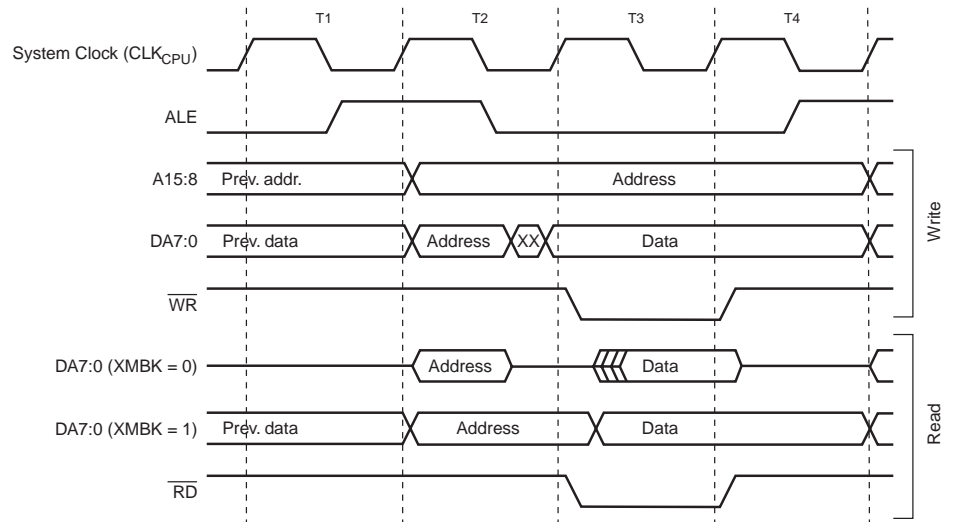 T1 T2 T3 T4
System Clock (CLKCPU)
ALE
A15:8 Prev. addr. Address
DA7:0 Prev. data Address XX Data
WR
Write
DA7:0 (XMBK = 0) Address Data
DA7:0 (XMBK = 1) Prev. data Address Data
RD
Read